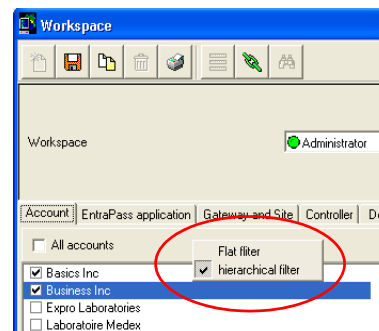 Workspace
Workspace
Administrator
Account
EntraPass application
Gateway and Site
Controller
All accounts
Flat fliter
hierarchical filter
Basics Inc
Business Inc
Expro Laboratories
Laboratoire Medex